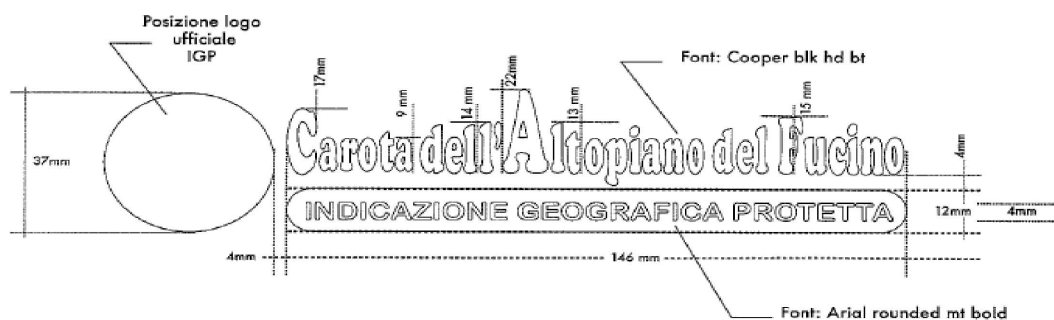 Posizione logo
ufficiale
IGP
Font: Cooper blk hd bt
17mm
9 mm
14 mm
22mm
13 mm
15 mm
37mm
Carota dell'Altopiano del Fucino
4mm
INDICAZIONE GEOGRAFICA PROTETTA
12mm
4mm
4mm
146 mm
Font: Arial rounded mt bold